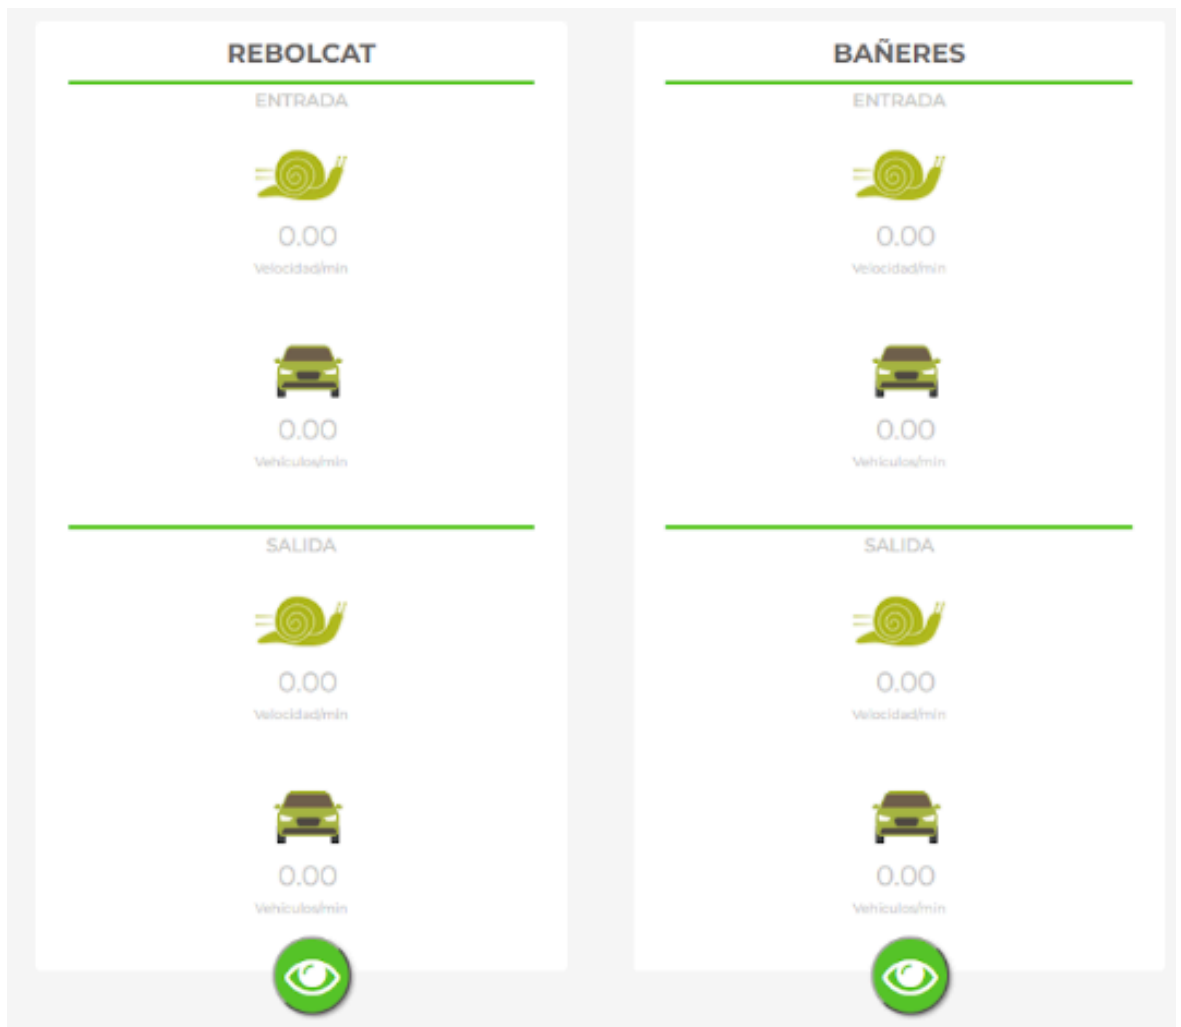 REBOLCAT
ENTRADA
0.00
Velocidad/min
0.00
Vehículos/min
SALIDA
0.00
Velocidad/min
0.00
Vehículos/min
BAÑERES
ENTRADA
0.00
Velocidad/min
0.00
Vehículos/min
SALIDA
0.00
Velocidad/min
0.00
Vehículos/min